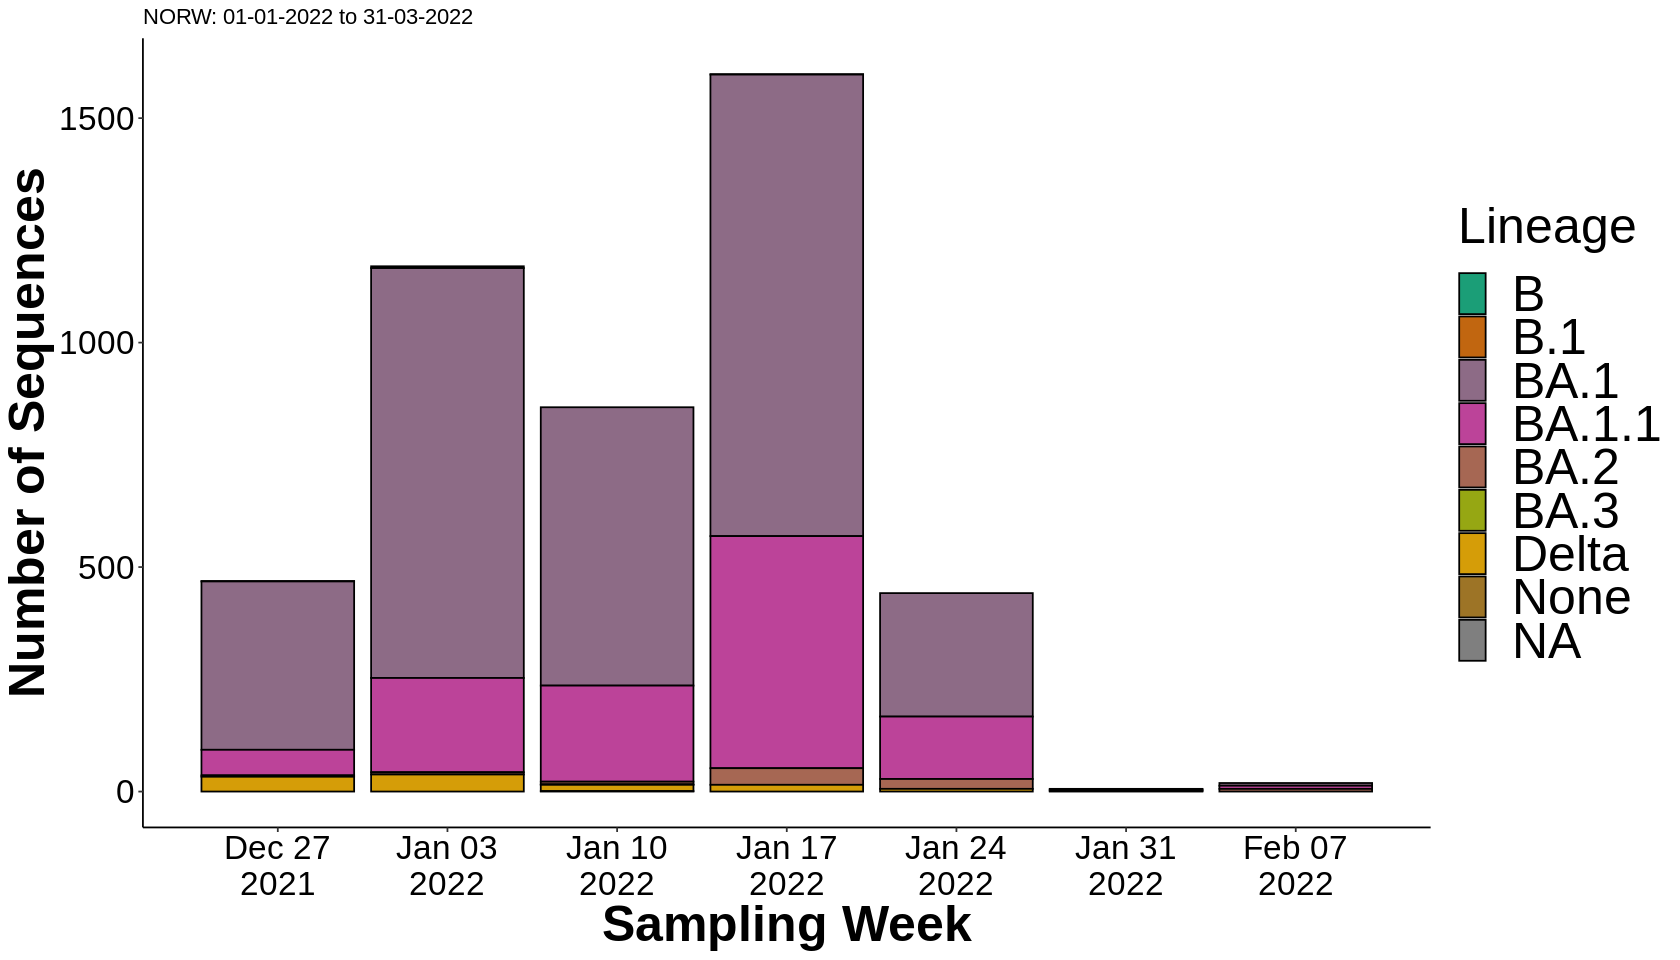 NORW: 01-01-2022 to 31-03-2022
Number of Sequences
1500
1000
500
0
Dec 27
2021
Jan 03
2022
Jan 10
2022
Jan 17
2022
Jan 24
2022
Jan 31
2022
Feb 07
2022
Sampling Week
Lineage
B
B.1
BA.1
BA.1.1
BA.2
BA.3
Delta
None
NA